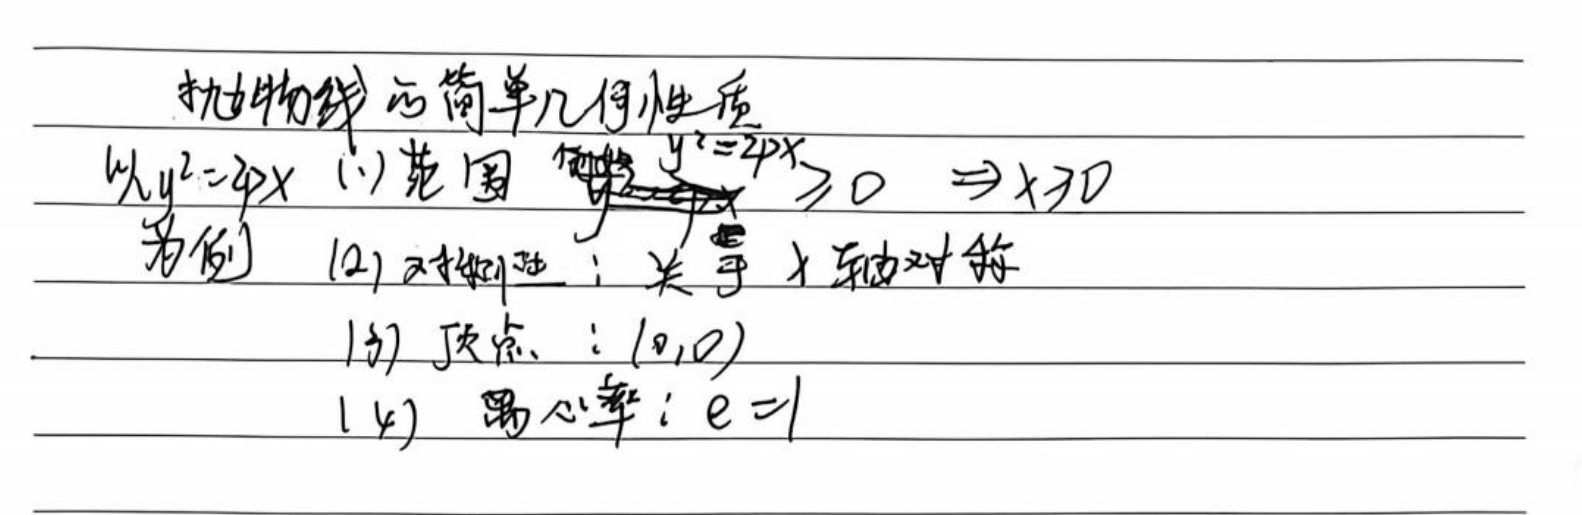 抛物线的简单几何性质
以y²=2px (1) 范围 y²=2px≥0 ⇒x≥0
为例 (2) 对称性：关于x轴对称
(3) 顶点：(0,0)
(4) 离心率：e=1